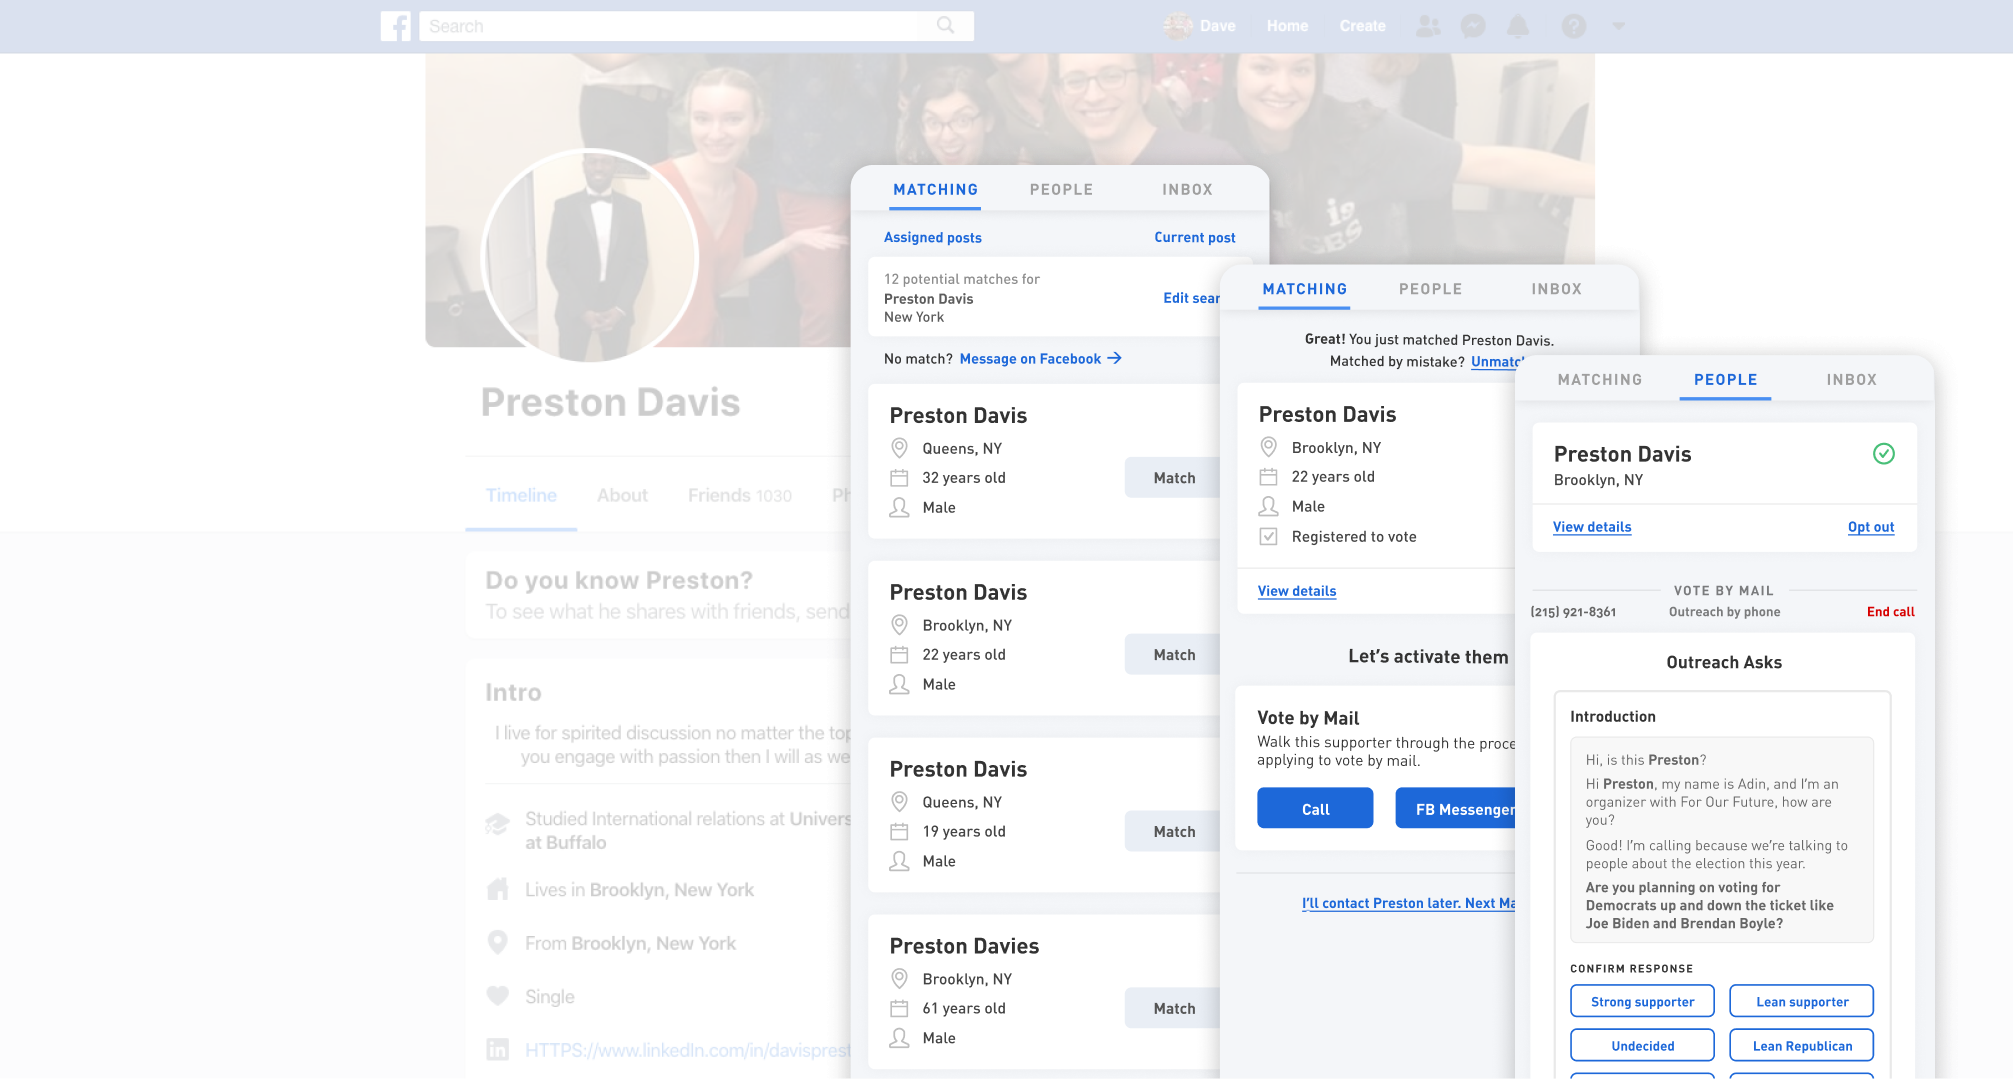 f
Search
Dave
Home
Create
is
GBS
Preston Davis
Timeline
About
Friends 1030
Do you know Preston?
To see what he shares with friends, send
Intro
I live for spirited discussion no matter the top
you engage with passion then I will as we
Studied International relations at Univers
at Buffalo
Lives in Brooklyn, New York
From Brooklyn, New York
Single
HTTPS://www.linkedIn.com/in/davisprest
MATCHING
PEOPLE
INBOX
Assigned posts
Current post
12 potential matches for
Preston Davis
New York
Edit sear
No match? Message on Facebook →
Preston Davis
Queens, NY
32 years old
Male
Match
Preston Davis
Brooklyn, NY
22 years old
Male
Match
Preston Davis
Queens, NY
19 years old
Male
Match
Preston Davies
Brooklyn, NY
61 years old
Male
Match
MATCHING
PEOPLE
INBOX
Great! You just matched Preston Davis.
Matched by mistake? Unmatc
Preston Davis
Brooklyn, NY
22 years old
Male
Registered to vote
View details
Let's activate them
Vote by Mail
Walk this supporter through the proce
applying to vote by mail.
Call
FB Messenger
I'll contact Preston later. Next Ma
MATCHING
PEOPLE
INBOX
Preston Davis
Brooklyn, NY
View details
Opt out
VOTE BY MAIL
(215) 921-8361
Outreach by phone
End call
Outreach Asks
Introduction
Hi, is this Preston?
Hi Preston, my name is Adin, and I'm an
organizer with For Our Future, how are
you?
Good! I'm calling because we're talking to
people about the election this year.
Are you planning on voting for
Democrats up and down the ticket like
Joe Biden and Brendan Boyle?
CONFIRM RESPONSE
Strong supporter
Lean supporter
Undecided
Lean Republican